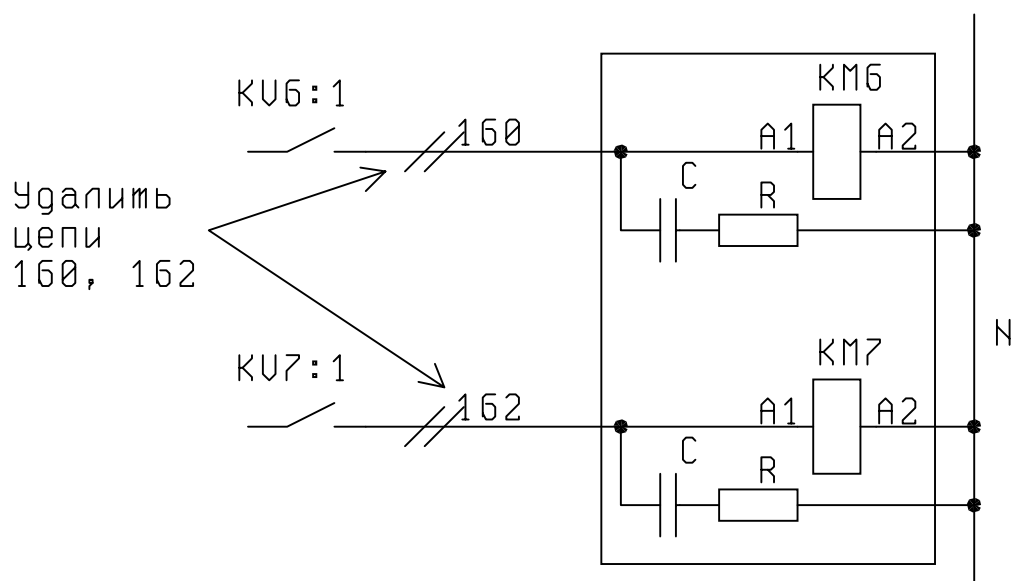 KM6
KV6:1
160
A1
A2
C
R
Удалить
цепи
160, 162
N
KM7
KV7:1
162
A1
A2
C
R